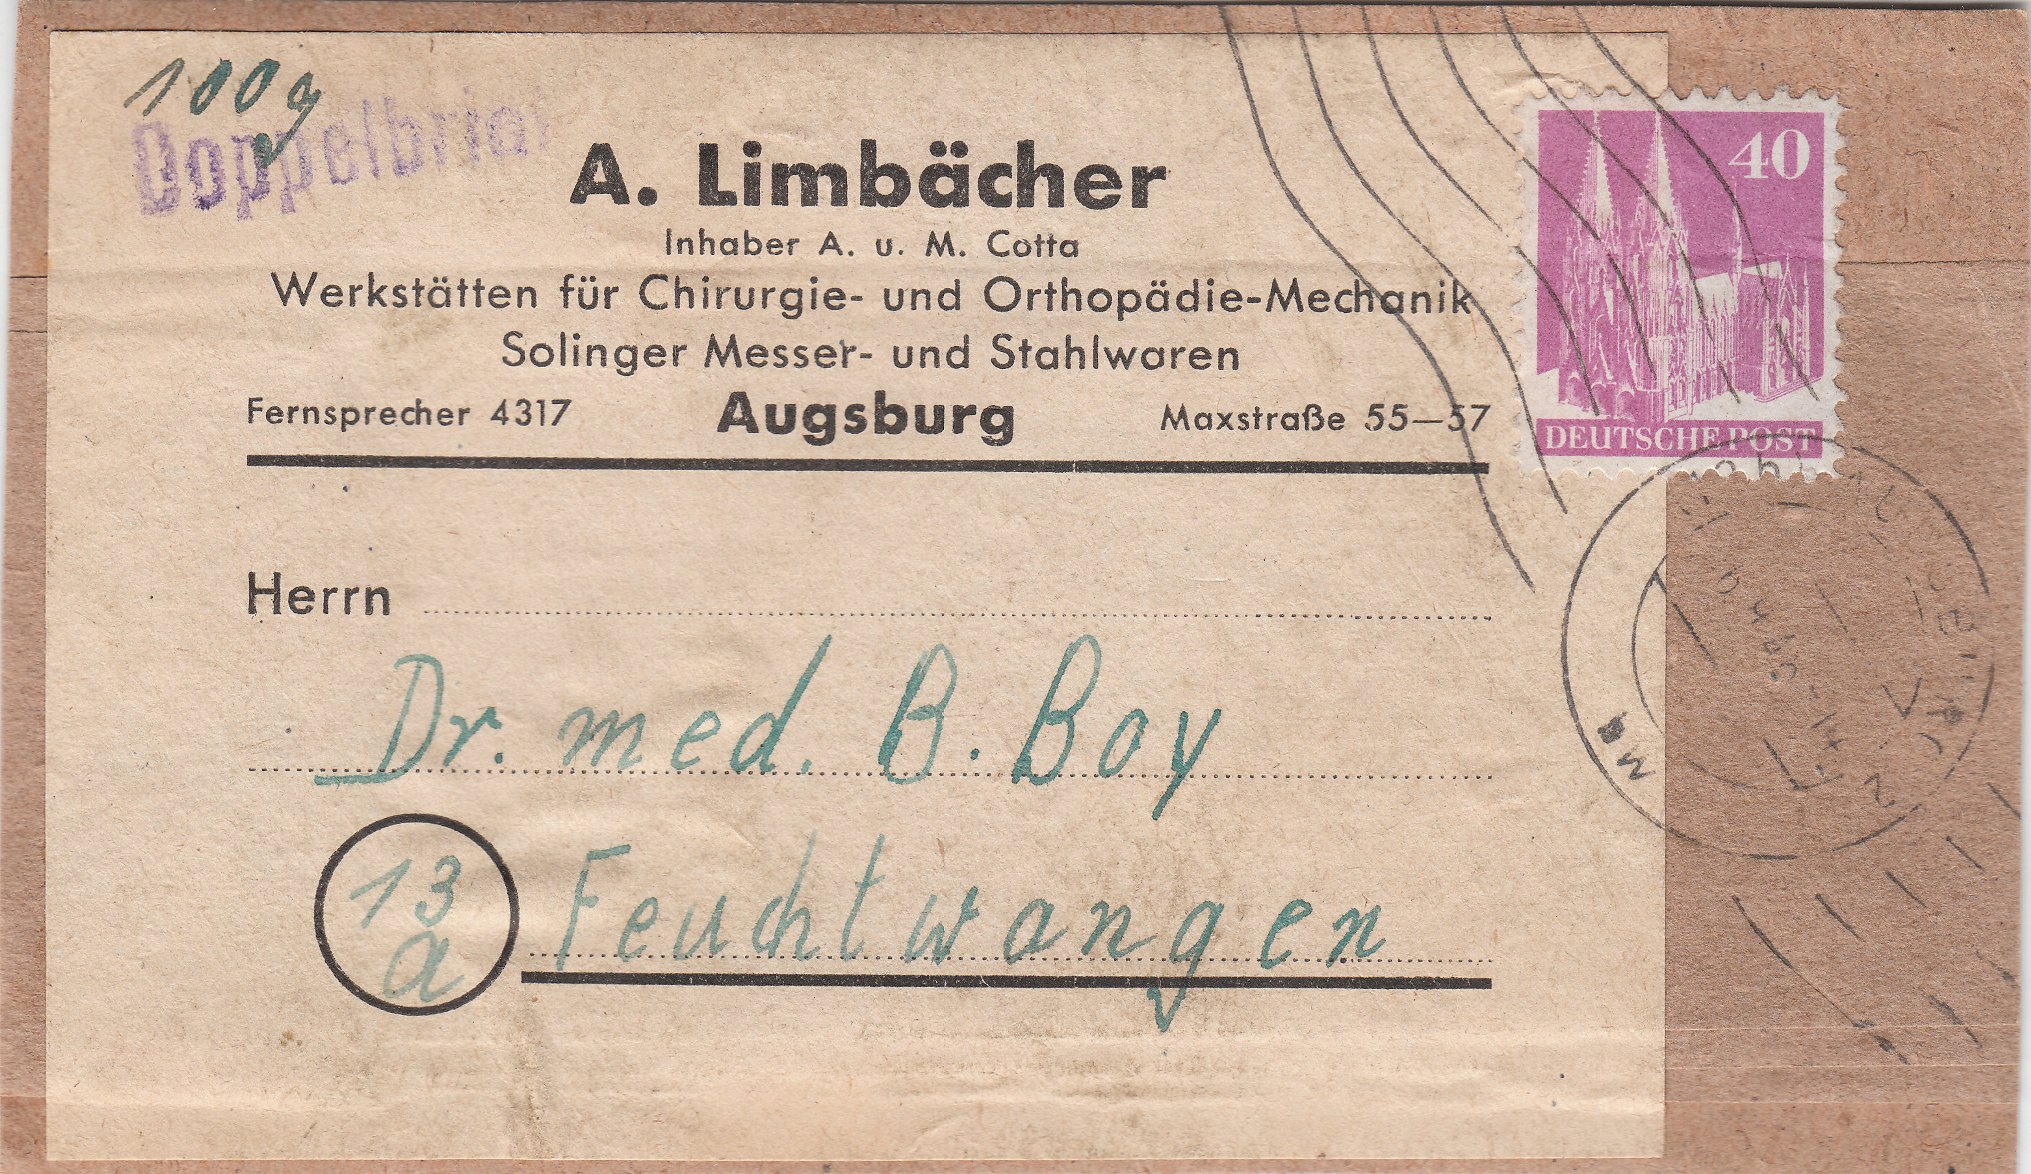 100g
Doppelbrief
A. Limbächer
Inhaber A. u. M. Cotta
Werkstätten für Chirurgie- und Orthopädie-Mechanik
Solinger Messer- und Stahlwaren
Fernsprecher 4317 Augsburg Maxstraße 55—57
40
DEUTSCHE POST
Herrn
Dr. med. B. Boy
13
a Feuchtwangen